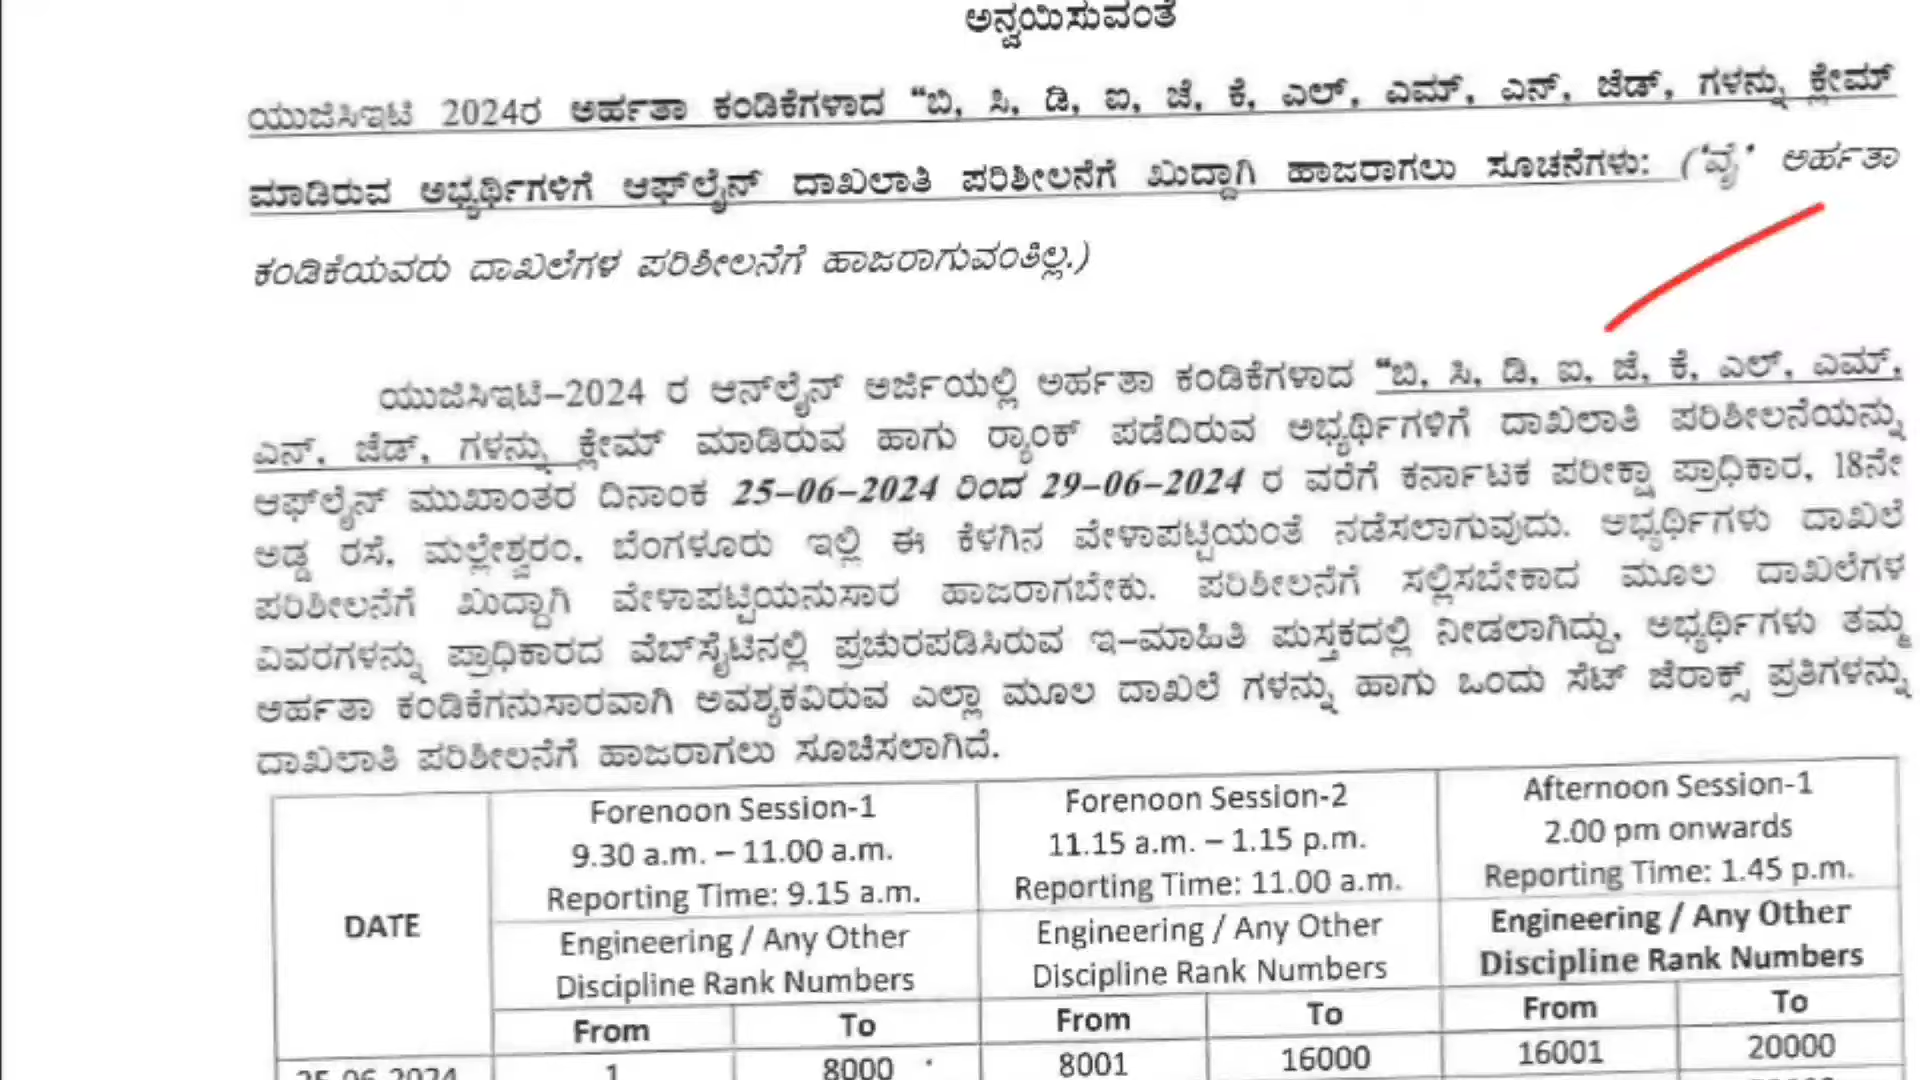 ಅನ್ವಯಿಸುವಂತೆ
ಯುಜಿಸಿಇಟಿ 2024ರ ಅರ್ಹತಾ ಕಂಡಿಕೆಗಳಾದ “ಬಿ, ಸಿ, ಡಿ, ಐ, ಜೆ, ಕೆ, ಎಲ್, ಎಮ್, ಎನ್, ಜೆಡ್, ಗಳನ್ನು ಕ್ಲೇಮ್
ಮಾಡಿರುವ ಅಭ್ಯರ್ಥಿಗಳಿಗೆ ಆಫ್‌ಲೈನ್ ದಾಖಲಾತಿ ಪರಿಶೀಲನೆಗೆ ಖುದ್ದಾಗಿ ಹಾಜರಾಗಲು ಸೂಚನೆಗಳು: (‘ವೈ’ ಅರ್ಹತಾ
ಕಂಡಿಕೆಯವರು ದಾಖಲೆಗಳ ಪರಿಶೀಲನೆಗೆ ಹಾಜರಾಗುವಂತಿಲ್ಲ.)
ಯುಜಿಸಿಇಟಿ–2024 ರ ಆನ್‌ಲೈನ್ ಅರ್ಜಿಯಲ್ಲಿ ಅರ್ಹತಾ ಕಂಡಿಕೆಗಳಾದ “ಬಿ, ಸಿ, ಡಿ, ಐ, ಜೆ, ಕೆ, ಎಲ್, ಎಮ್,
ಎನ್, ಜೆಡ್, ಗಳನ್ನು ಕ್ಲೇಮ್ ಮಾಡಿರುವ ಹಾಗು ರ‍್ಯಾಂಕ್ ಪಡೆದಿರುವ ಅಭ್ಯರ್ಥಿಗಳಿಗೆ ದಾಖಲಾತಿ ಪರಿಶೀಲನೆಯನ್ನು
ಆಫ್‌ಲೈನ್ ಮುಖಾಂತರ ದಿನಾಂಕ 25–06–2024 ರಿಂದ 29–06–2024 ರ ವರೆಗೆ ಕರ್ನಾಟಕ ಪರೀಕ್ಷಾ ಪ್ರಾಧಿಕಾರ, 18ನೇ
ಅಡ್ಡ ರಸೆ, ಮಲ್ಲೇಶ್ವರಂ, ಬೆಂಗಳೂರು ಇಲ್ಲಿ ಈ ಕೆಳಗಿನ ವೇಳಾಪಟ್ಟಿಯಂತೆ ನಡೆಸಲಾಗುವುದು. ಅಭ್ಯರ್ಥಿಗಳು ದಾಖಲೆ
ಪರಿಶೀಲನೆಗೆ ಖುದ್ದಾಗಿ ವೇಳಾಪಟ್ಟಿಯನುಸಾರ ಹಾಜರಾಗಬೇಕು. ಪರಿಶೀಲನೆಗೆ ಸಲ್ಲಿಸಬೇಕಾದ ಮೂಲ ದಾಖಲೆಗಳ
ವಿವರಗಳನ್ನು ಪ್ರಾಧಿಕಾರದ ವೆಬ್‌ಸೈಟಿನಲ್ಲಿ ಪ್ರಚುರಪಡಿಸಿರುವ ಇ–ಮಾಹಿತಿ ಪುಸ್ತಕದಲ್ಲಿ ನೀಡಲಾಗಿದ್ದು, ಅಭ್ಯರ್ಥಿಗಳು ತಮ್ಮ
ಅರ್ಹತಾ ಕಂಡಿಕೆಗನುಸಾರವಾಗಿ ಅವಶ್ಯಕವಿರುವ ಎಲ್ಲಾ ಮೂಲ ದಾಖಲೆ ಗಳನ್ನು ಹಾಗು ಒಂದು ಸೆಟ್ ಜೆರಾಕ್ಸ್ ಪ್ರತಿಗಳನ್ನು
ದಾಖಲಾತಿ ಪರಿಶೀಲನೆಗೆ ಹಾಜರಾಗಲು ಸೂಚಿಸಲಾಗಿದೆ.
DATE
Forenoon Session-1
9.30 a.m. – 11.00 a.m.
Reporting Time: 9.15 a.m.
Forenoon Session-2
11.15 a.m. – 1.15 p.m.
Reporting Time: 11.00 a.m.
Afternoon Session-1
2.00 pm onwards
Reporting Time: 1.45 p.m.
Engineering / Any Other
Discipline Rank Numbers
Engineering / Any Other
Discipline Rank Numbers
Engineering / Any Other
Discipline Rank Numbers
From To From To From To
25-06-2024 1 8000 8001 16000 16001 20000